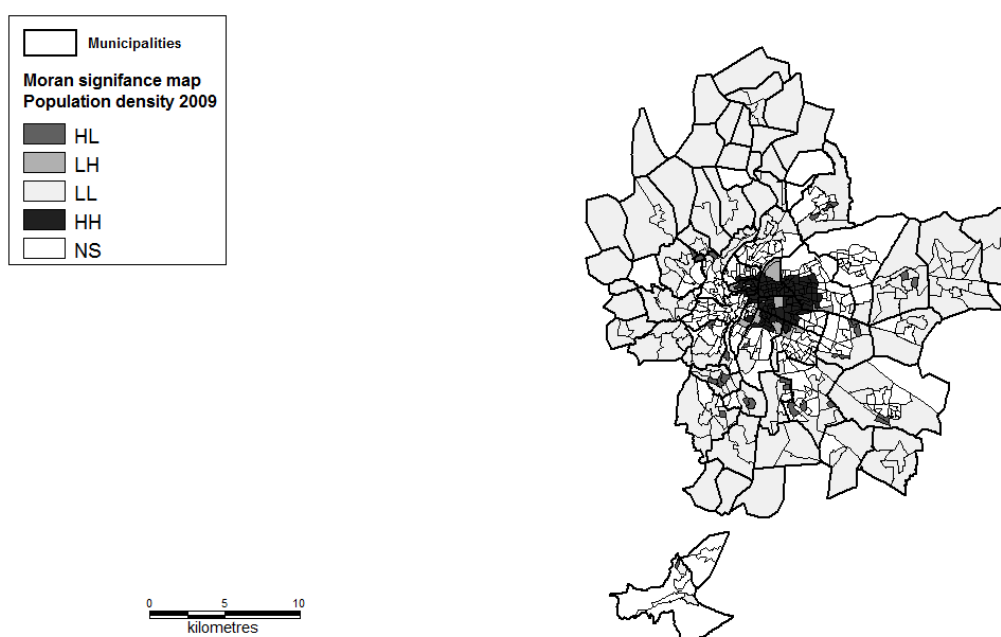 Municipalities
Moran signifance map
Population density 2009
HL
LH
LL
HH
NS
0 5 10
kilometres